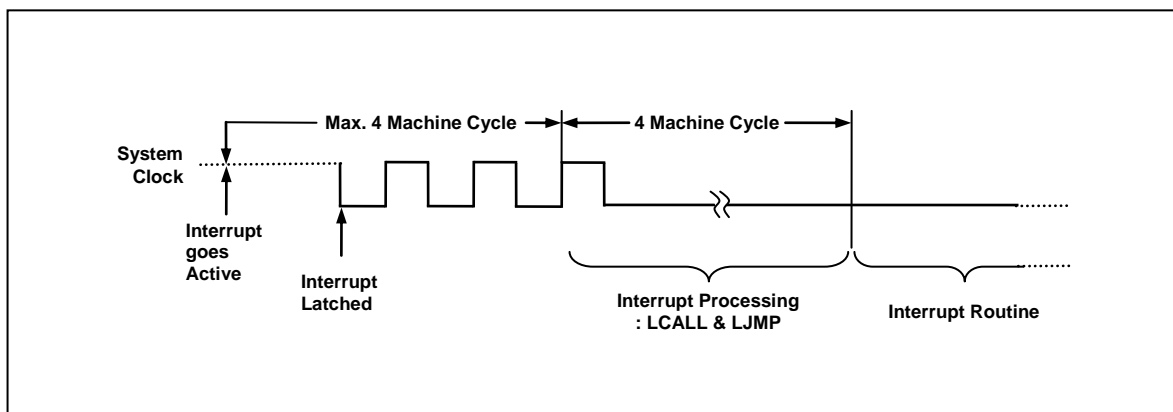 Max. 4 Machine Cycle
4 Machine Cycle
System
Clock
Interrupt
goes
Active
Interrupt
Latched
Interrupt Processing
: LCALL & LJMP
Interrupt Routine